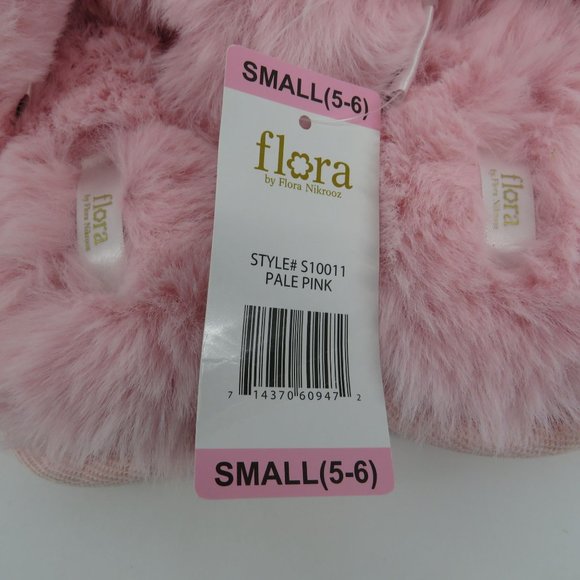 SMALL(5-6)
flora
by Flora Nikrooz
STYLE# S10011
PALE PINK
7 14370 60947 2
SMALL(5-6)
flora
by Flora Nikrooz
flora
by Flora Nikrooz